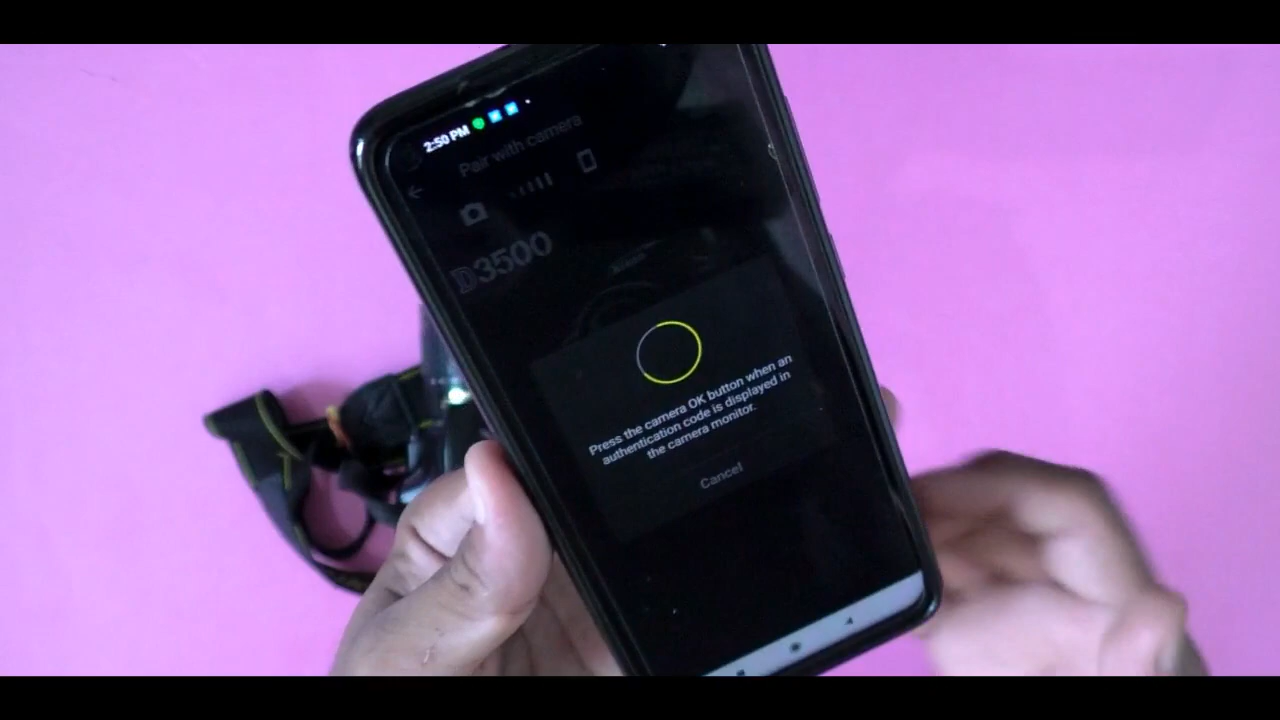 2:50 PM
Pair with camera
D3500
Press the camera OK button when an
authentication code is displayed in
the camera monitor.
Cancel